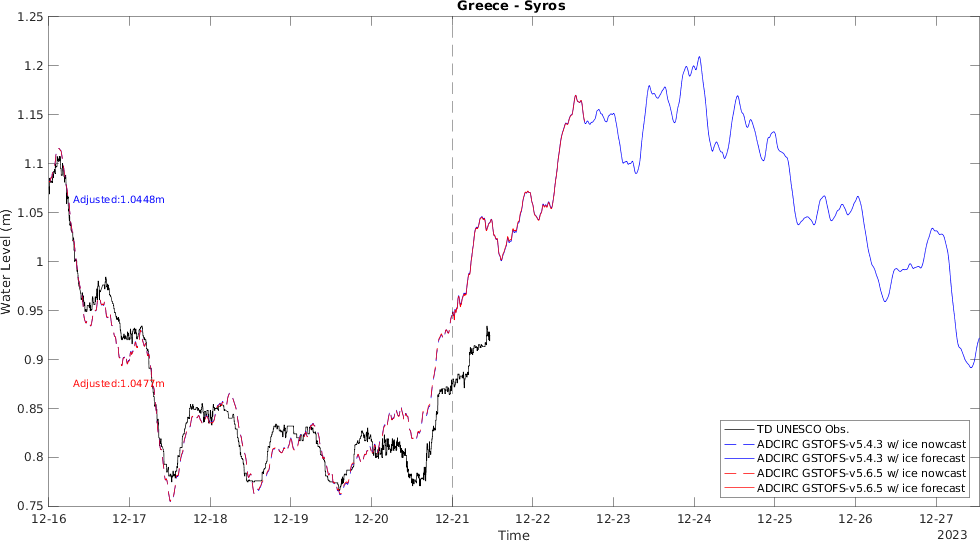 Greece - Syros
Water Level (m)
1.25
1.2
1.15
1.1
1.05
1
0.95
0.9
0.85
0.8
0.75
Adjusted:1.0448m
Adjusted:1.0477m
TD UNESCO Obs.
ADCIRC GSTOFS-v5.4.3 w/ ice nowcast
ADCIRC GSTOFS-v5.4.3 w/ ice forecast
ADCIRC GSTOFS-v5.6.5 w/ ice nowcast
ADCIRC GSTOFS-v5.6.5 w/ ice forecast
12-16 12-17 12-18 12-19 12-20 12-21 12-22 12-23 12-24 12-25 12-26 12-27
Time
2023